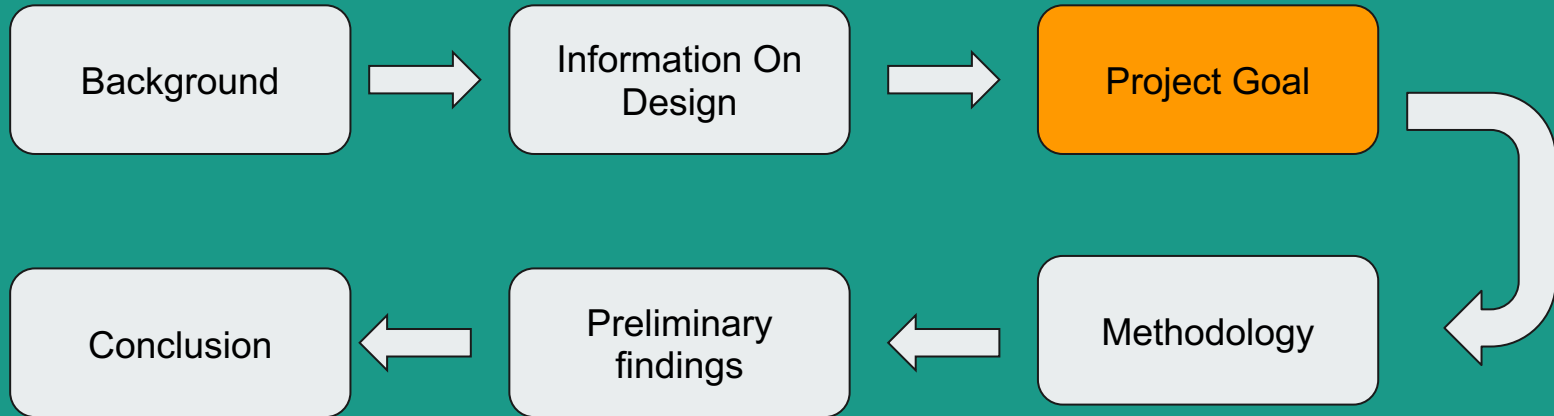 Background
Information On
Design
Project Goal
Methodology
Preliminary
findings
Conclusion